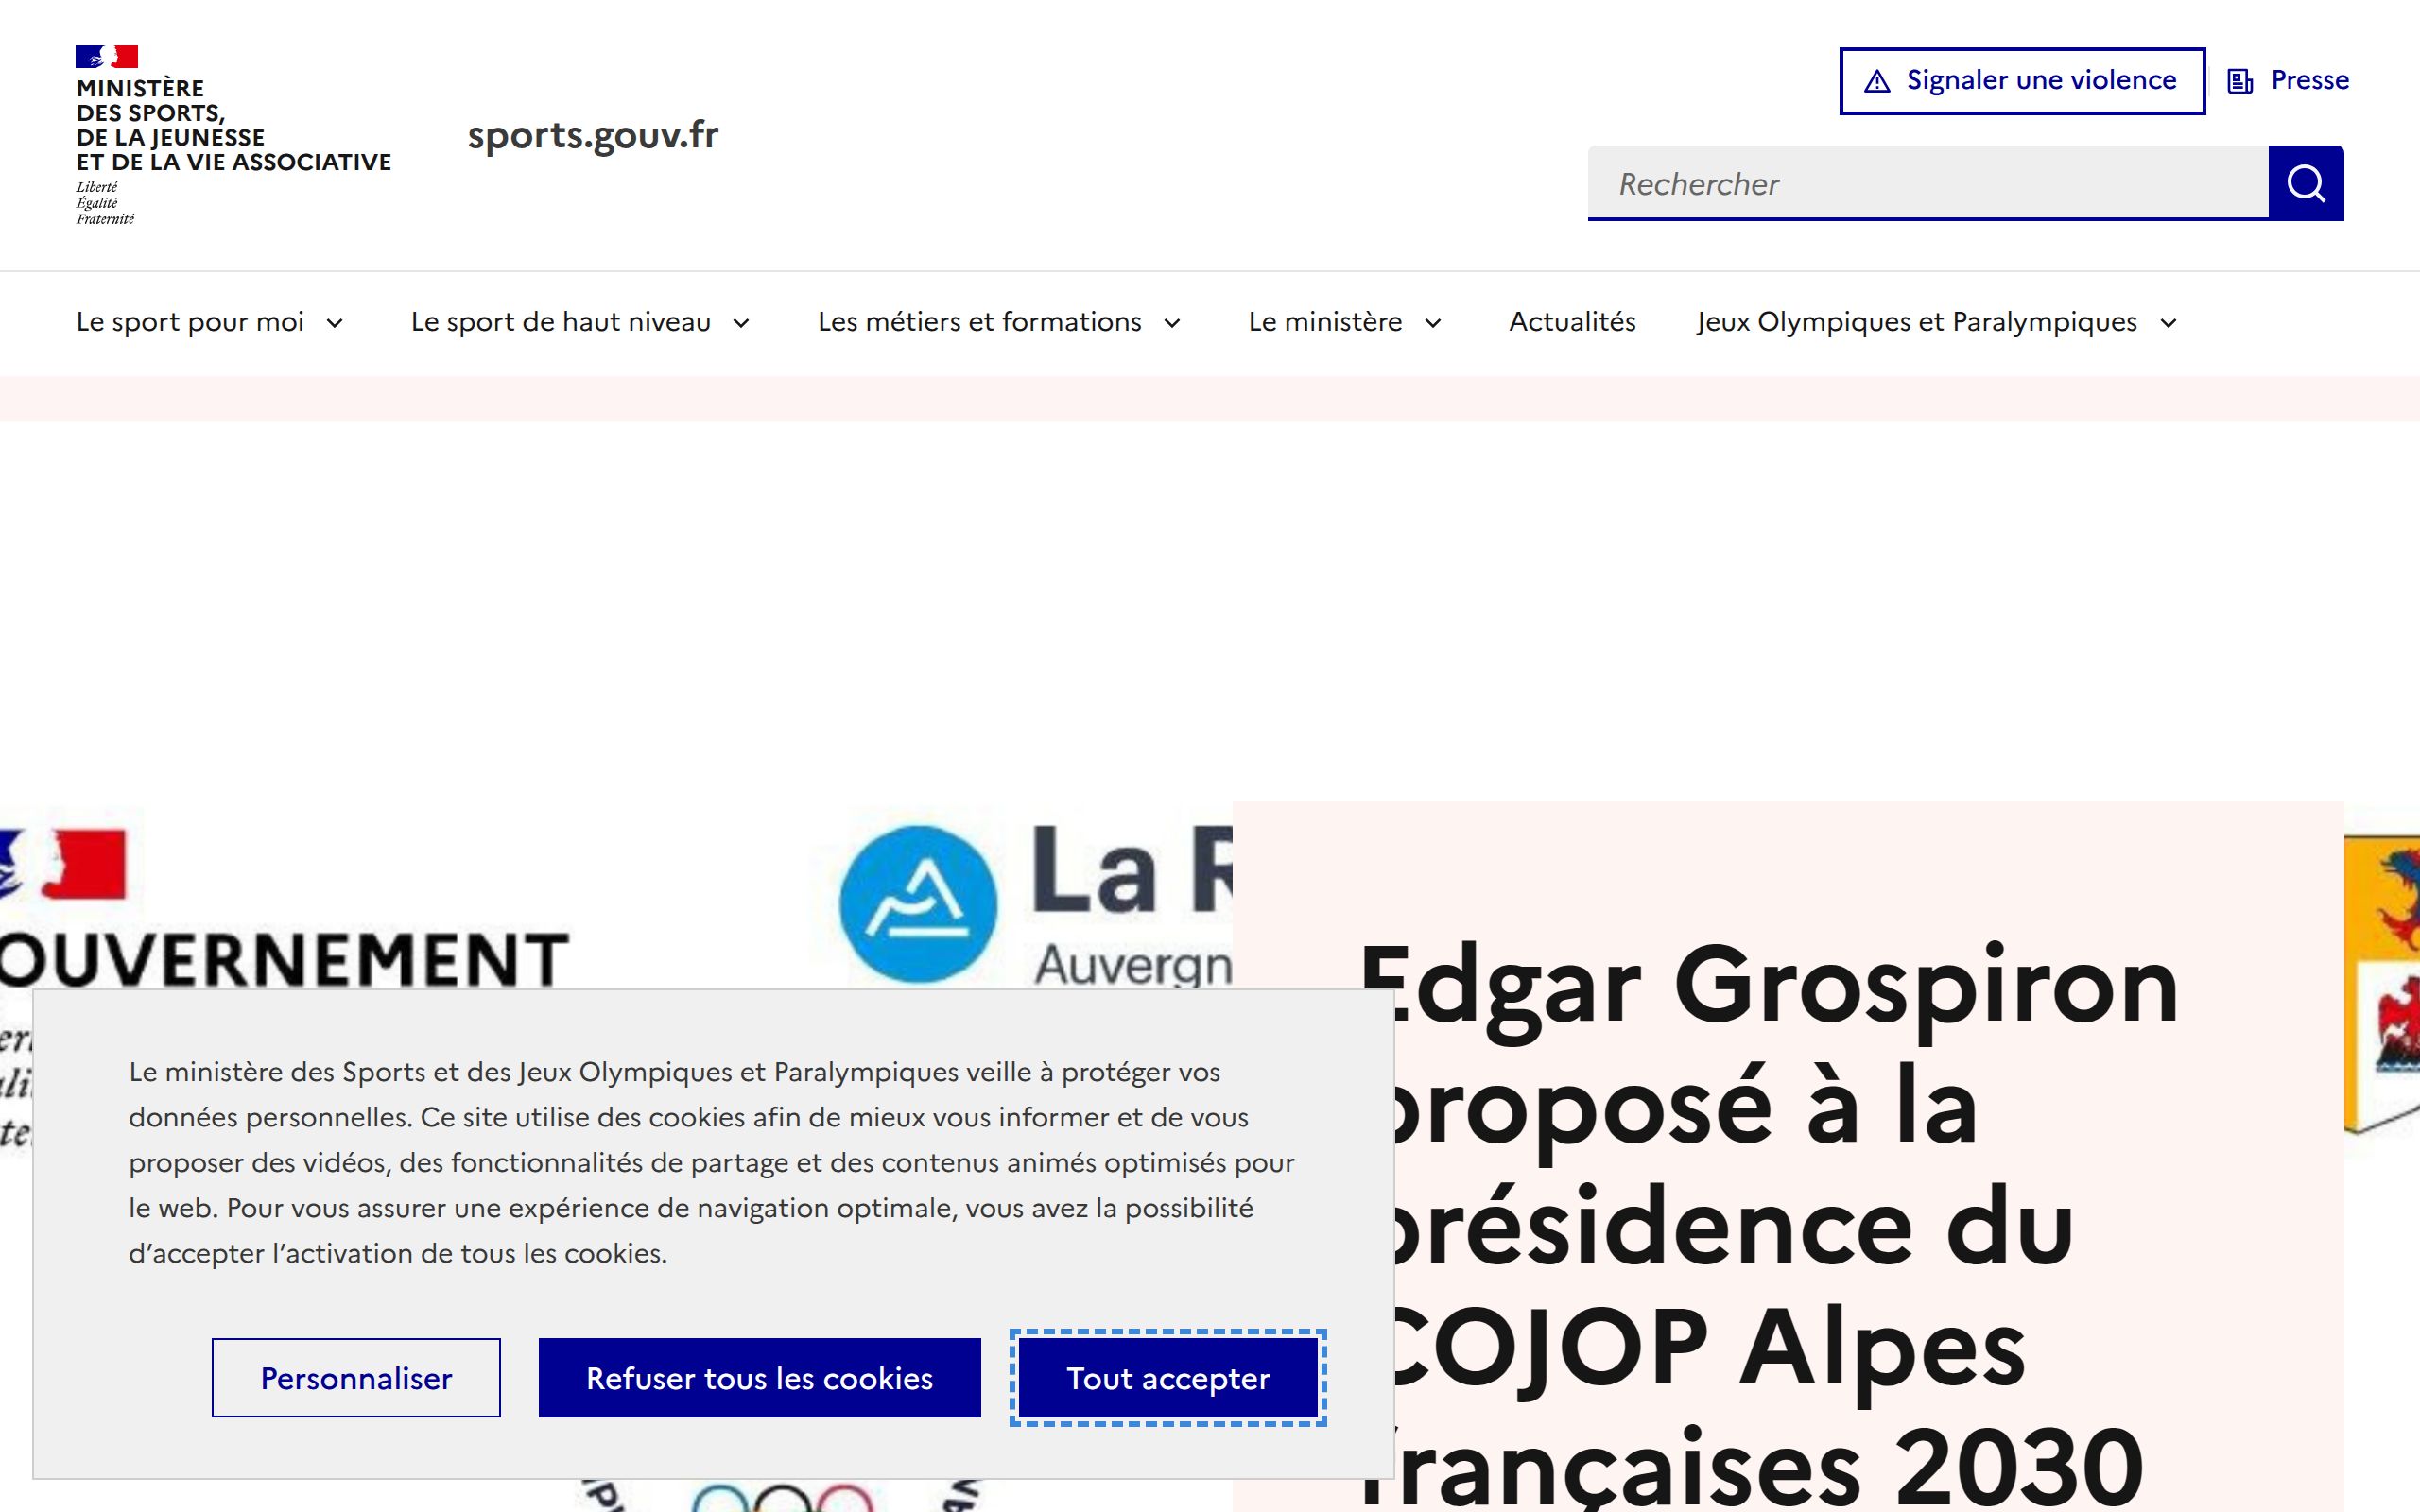 MINISTÈRE
DES SPORTS,
DE LA JEUNESSE
ET DE LA VIE ASSOCIATIVE
Liberté
Égalité
Fraternité
sports.gouv.fr
Signaler une violence
Presse
Rechercher
Le sport pour moi
Le sport de haut niveau
Les métiers et formations
Le ministère
Actualités
Jeux Olympiques et Paralympiques
OUVERNEMENT
La R
Auvergn
Edgar Grospiron
proposé à la
présidence du
COJOP Alpes
françaises 2030
Le ministère des Sports et des Jeux Olympiques et Paralympiques veille à protéger vos
données personnelles. Ce site utilise des cookies afin de mieux vous informer et de vous
proposer des vidéos, des fonctionnalités de partage et des contenus animés optimisés pour
le web. Pour vous assurer une expérience de navigation optimale, vous avez la possibilité
d’accepter l’activation de tous les cookies.
Personnaliser
Refuser tous les cookies
Tout accepter